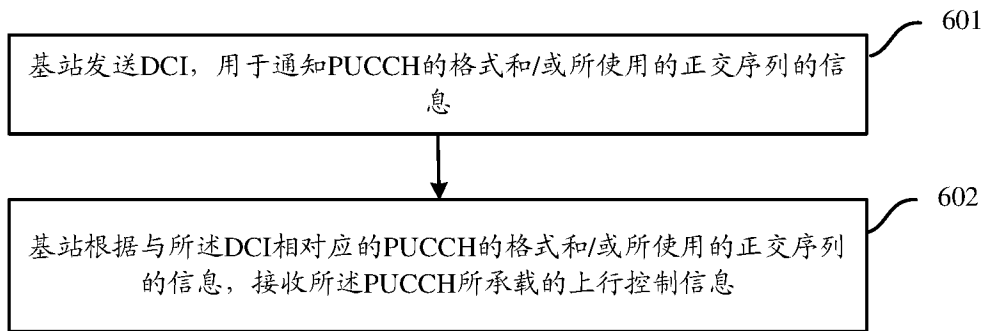 601
基站发送DCI，用于通知PUCCH的格式和/或所使用的正交序列的信
息
602
基站根据与所述DCI相对应的PUCCH的格式和/或所使用的正交序列
的信息，接收所述PUCCH所承载的上行控制信息